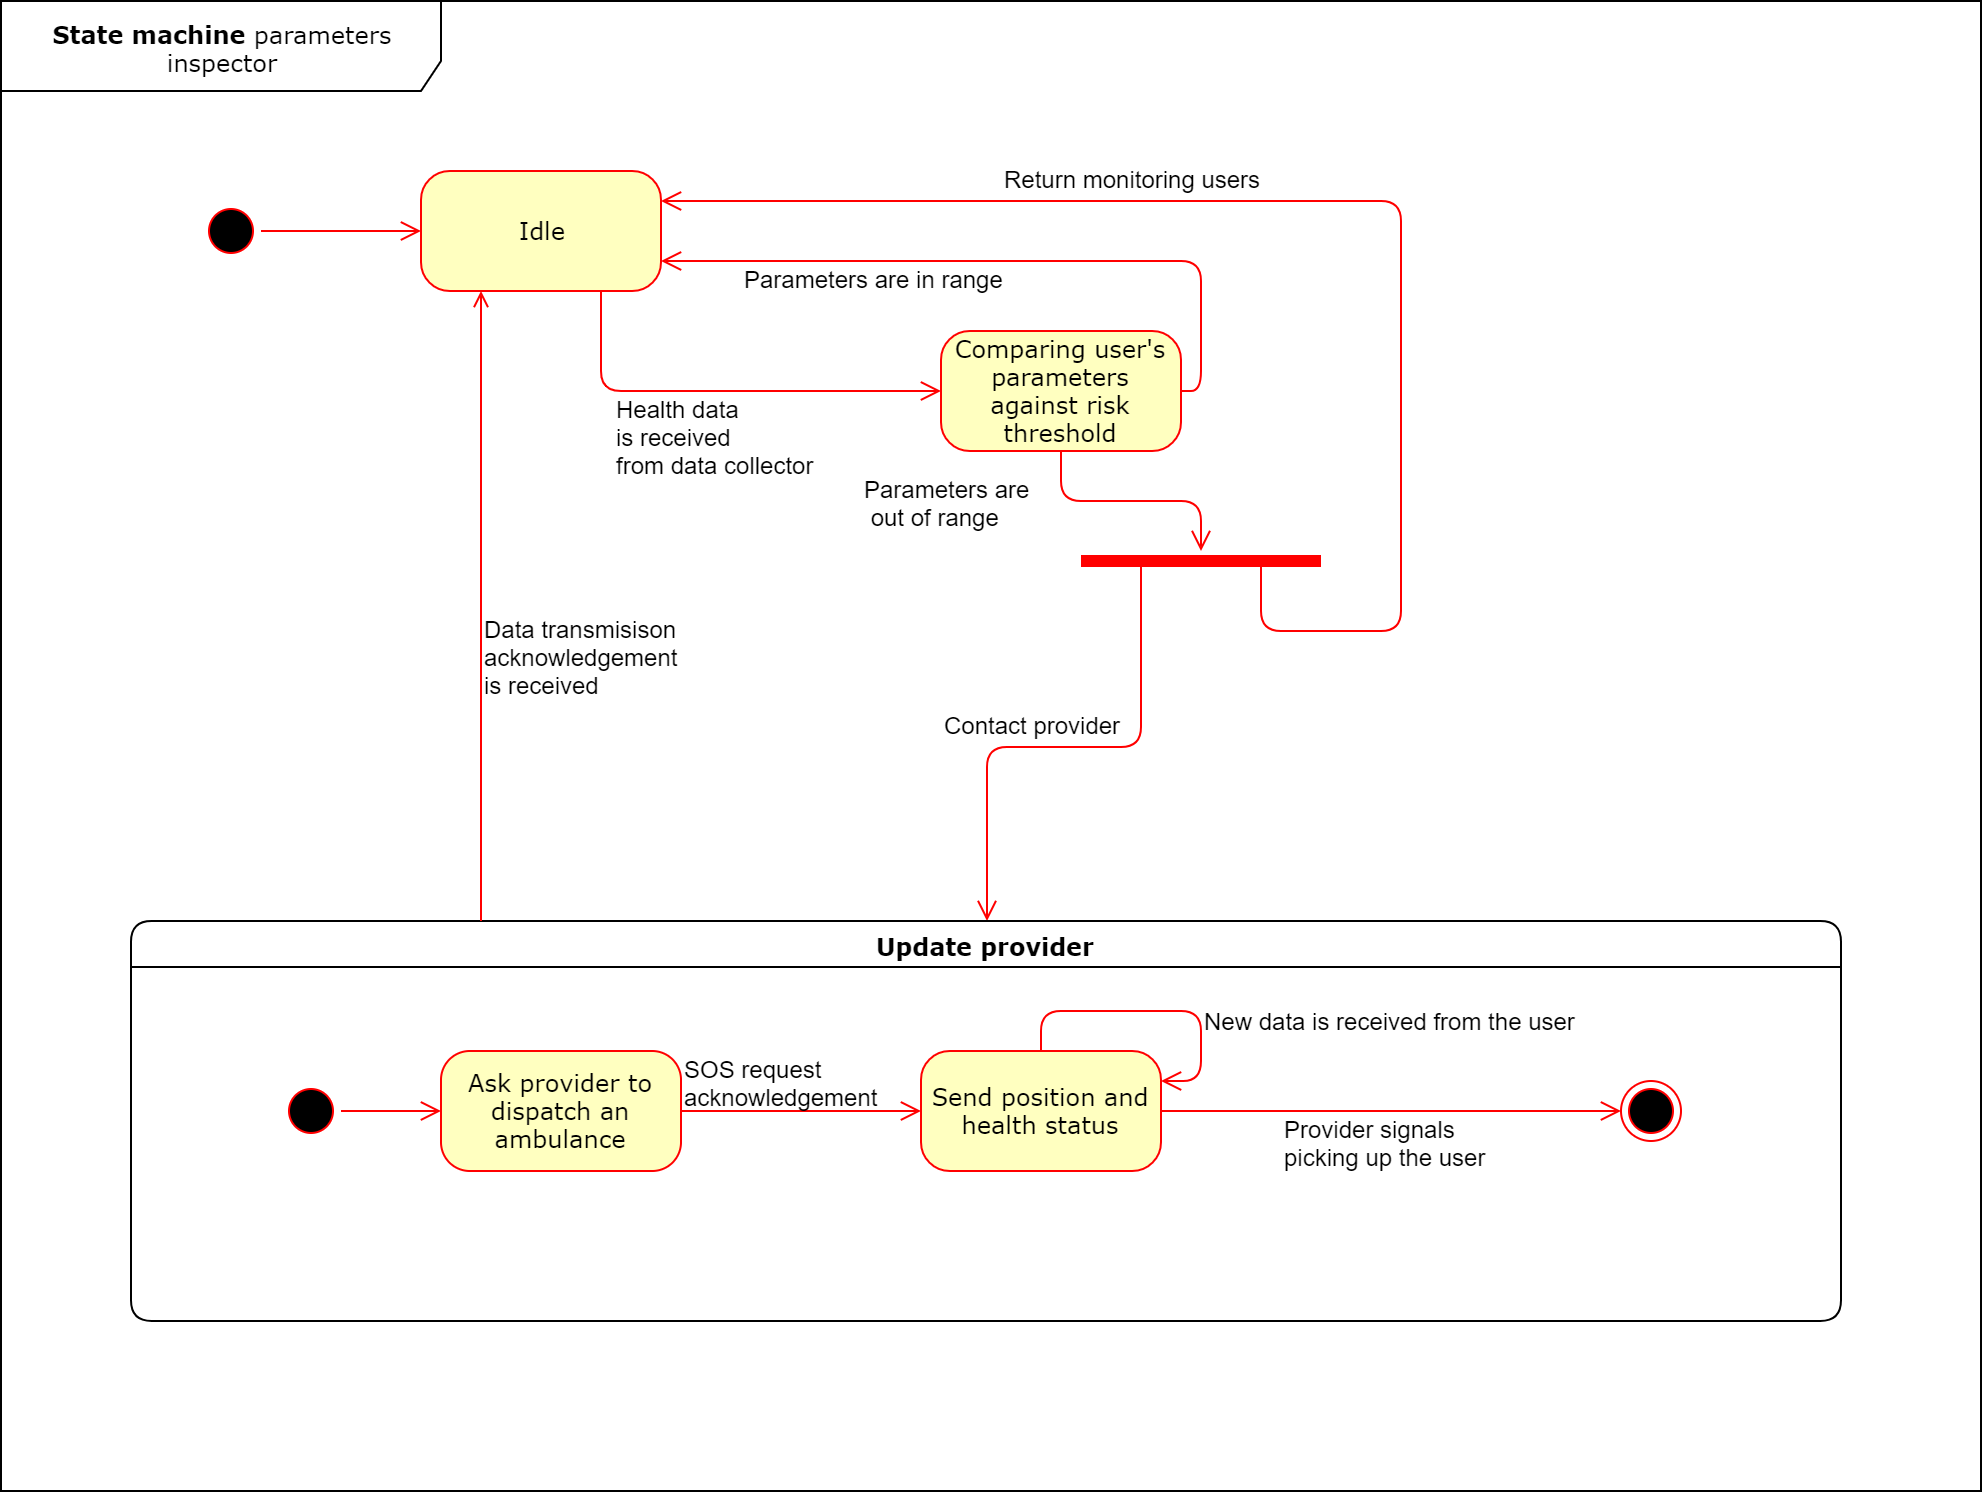 State machine parameters
inspector
Return monitoring users
Idle
Parameters are in range
Comparing user's
parameters
against risk
threshold
Health data
is received
from data collector
Parameters are
out of range
Data transmisison
acknowledgement
is received
Contact provider
Update provider
New data is received from the user
Ask provider to
dispatch an
ambulance
SOS request
acknowledgement
Send position and
health status
Provider signals
picking up the user